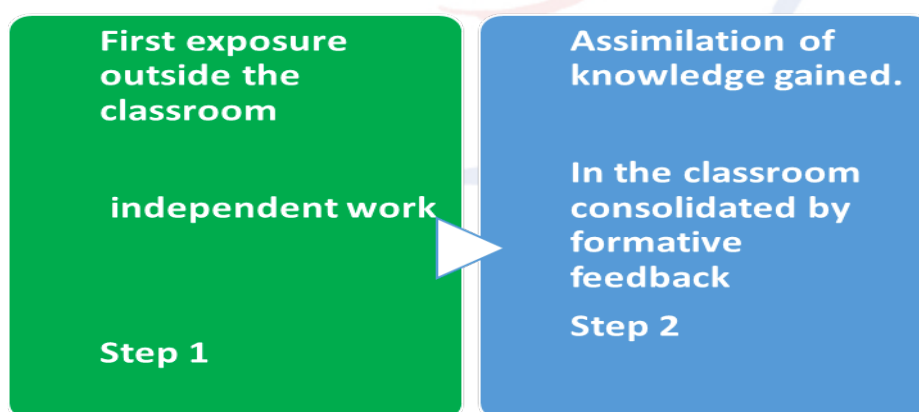 First exposure
outside the
classroom
independent work
Step 1
Assimilation of
knowledge gained.
In the classroom
consolidated by
formative
feedback
Step 2